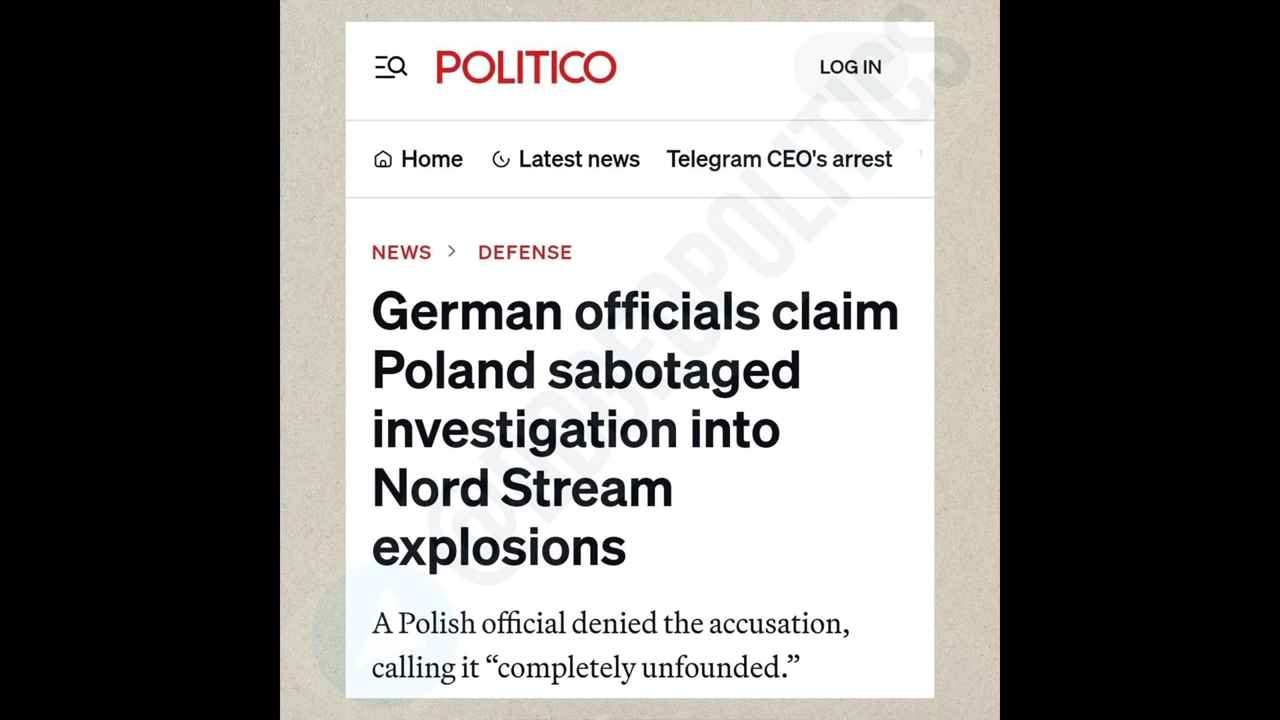 POLITICO
LOG IN
Home
Latest news
Telegram CEO's arrest
NEWS > DEFENSE
German officials claim
Poland sabotaged
investigation into
Nord Stream
explosions
A Polish official denied the accusation,
calling it “completely unfounded.”